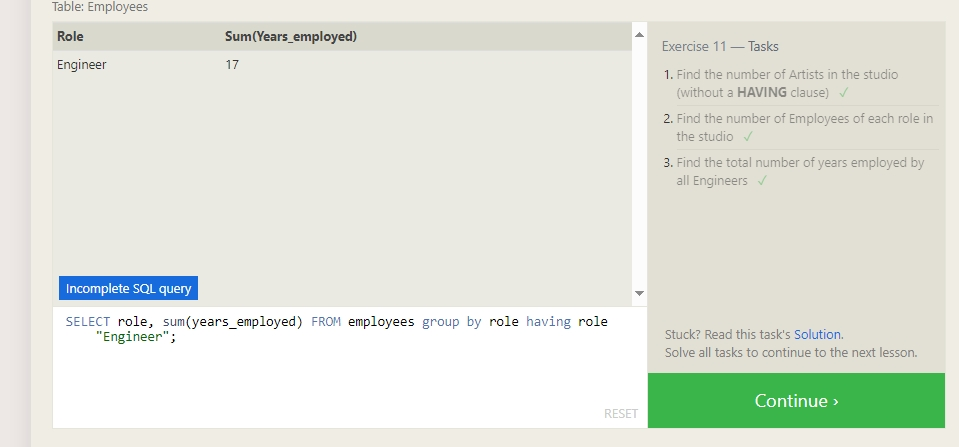 Table: Employees
Role Sum(Years_employed)
Engineer 17
Incomplete SQL query
SELECT role, sum(years_employed) FROM employees group by role having role
"Engineer";
RESET
Exercise 11 — Tasks
1. Find the number of Artists in the studio
(without a HAVING clause) ✓
2. Find the number of Employees of each role in
the studio ✓
3. Find the total number of years employed by
all Engineers ✓
Stuck? Read this task's Solution.
Solve all tasks to continue to the next lesson.
Continue ›